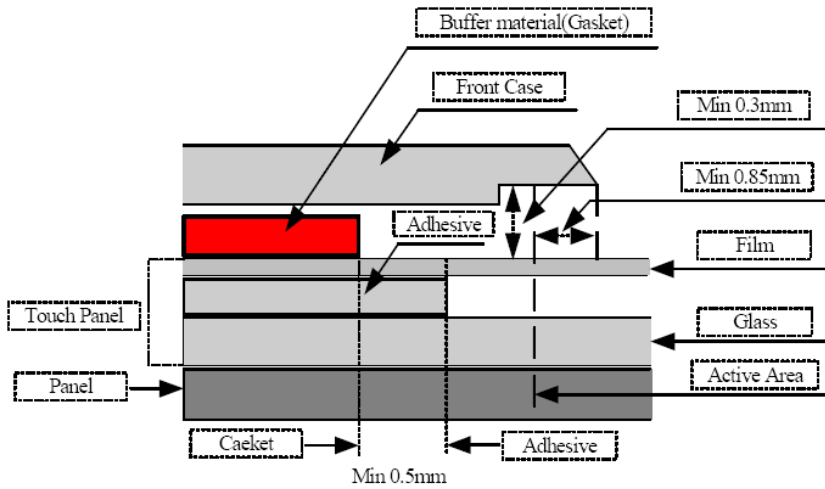 Buffer material(Gasket)
Front Case
Min 0.3mm
Min 0.85mm
Adhesive
Film
Touch Panel
Glass
Panel
Active Area
Caeket
Adhesive
Min 0.5mm